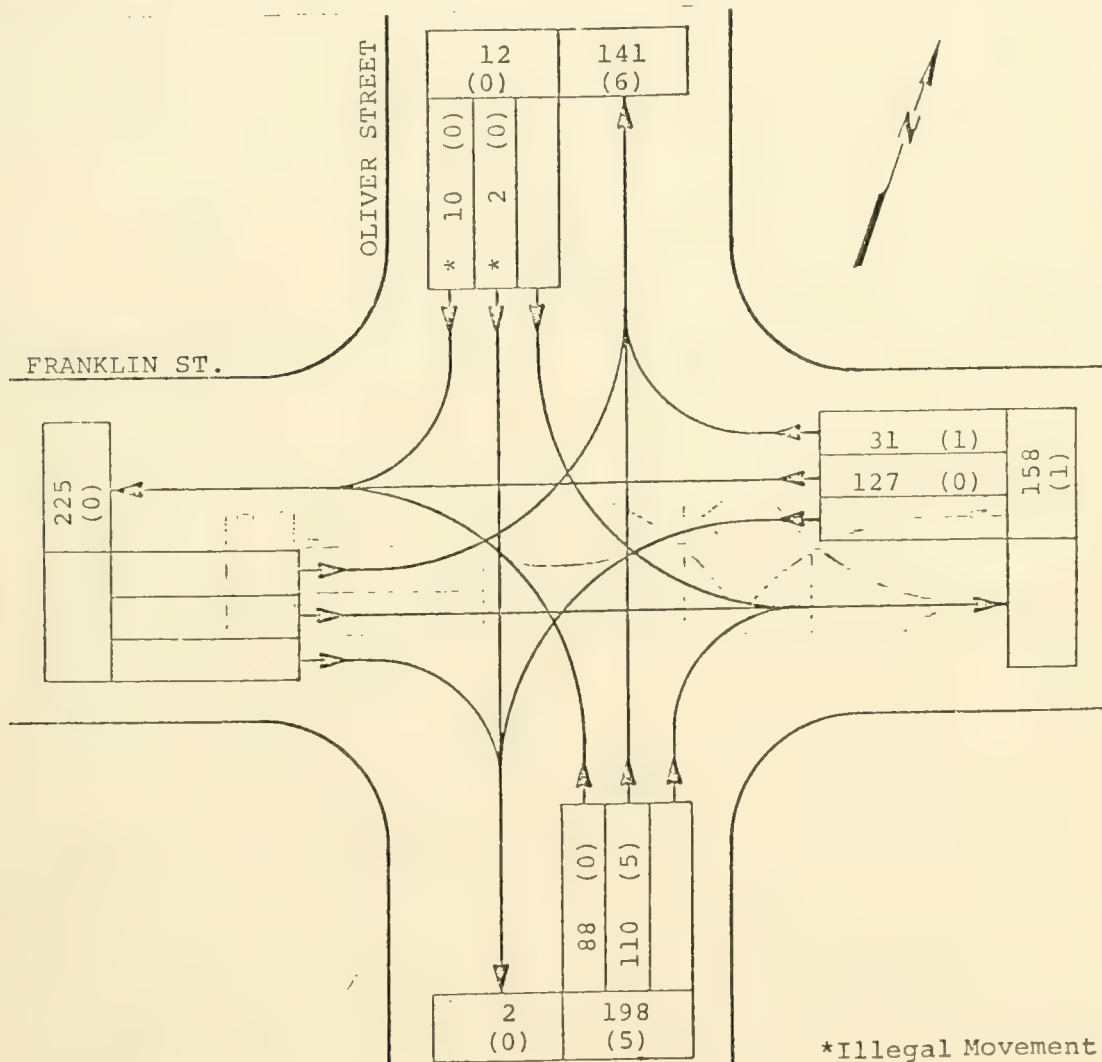 12
(0)
141
(6)
OLIVER STREET
* 10 (0)
* 2 (0)
N
FRANKLIN ST.
225
(0)
31 (1)
127 (0)
158
(1)
88 (0)
110 (5)
2
(0)
198
(5)
*Illegal Movement